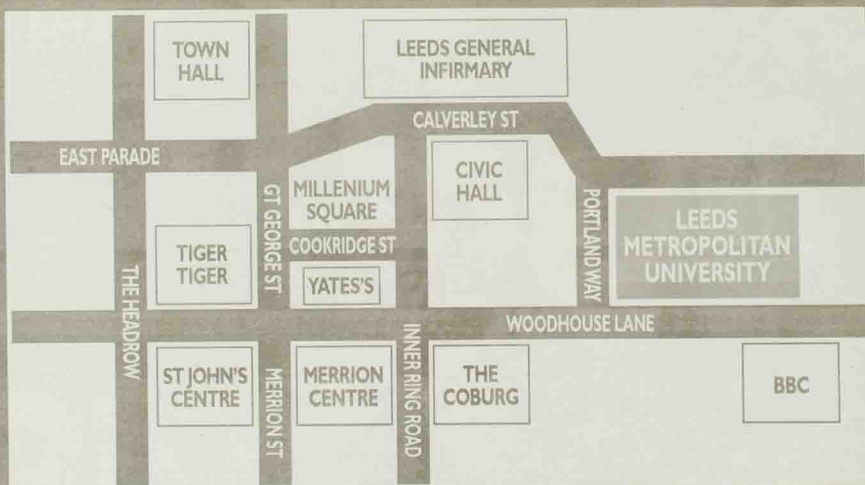 TOWN
HALL
LEEDS GENERAL
INFIRMARY
CALVERLEY ST
EAST PARADE
MILLENIUM
SQUARE
CIVIC
HALL
GT GEORGE ST
PORTLAND WAY
LEEDS
METROPOLITAN
UNIVERSITY
TIGER
TIGER
COOKRIDGE ST
YATES'S
THE HEADROW
WOODHOUSE LANE
INNER RING ROAD
ST JOHN'S
CENTRE
MERRION ST
MERRION
CENTRE
THE
COBURG
BBC